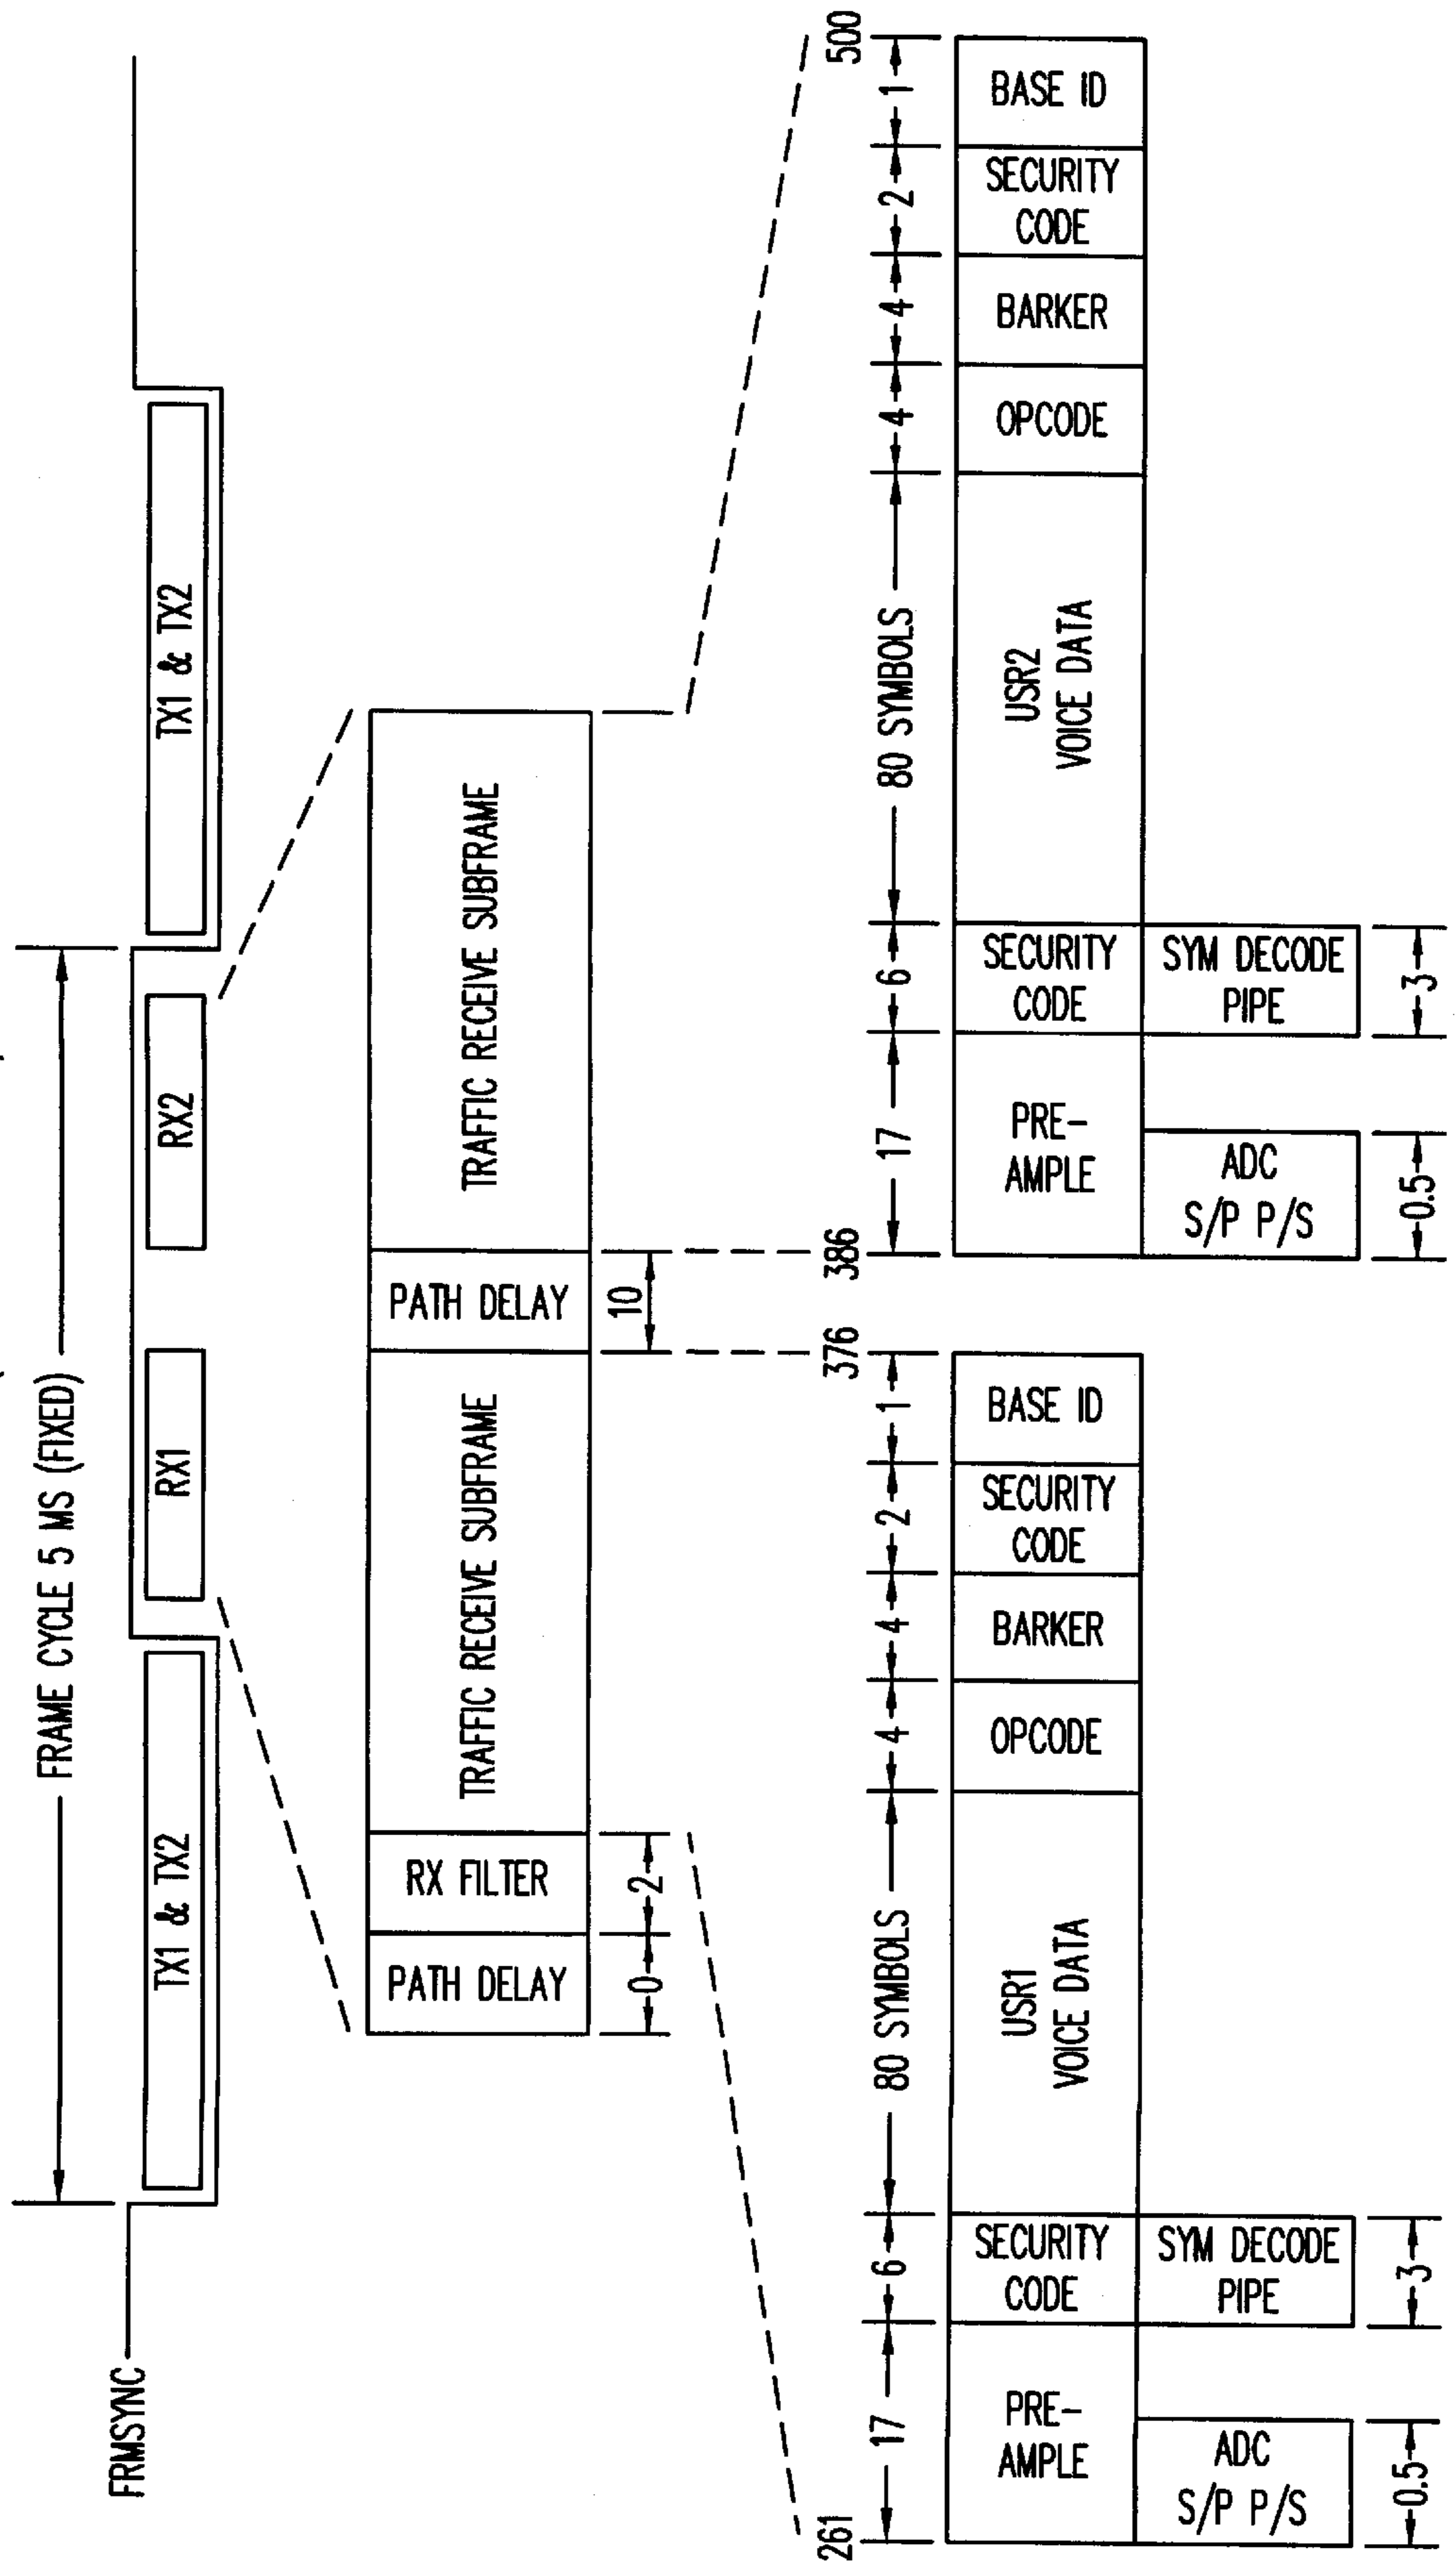 FRAME CYCLE 5 MS (FIXED)
FRMSYNC
TX1 & TX2
RX1
RX2
TX1 & TX2
PATH DELAY
RX FILTER
TRAFFIC RECEIVE SUBFRAME
PATH DELAY
TRAFFIC RECEIVE SUBFRAME
0
2
10
261
376
386
500
17
6
80 SYMBOLS
4
4
2
1
17
6
80 SYMBOLS
4
4
2
1
PRE-
AMPLE
SECURITY
CODE
USR1
VOICE DATA
OPCODE
BARKER
SECURITY
CODE
BASE ID
PRE-
AMPLE
SECURITY
CODE
USR2
VOICE DATA
OPCODE
BARKER
SECURITY
CODE
BASE ID
ADC
S/P P/S
SYM DECODE
PIPE
ADC
S/P P/S
SYM DECODE
PIPE
0.5
3
0.5
3